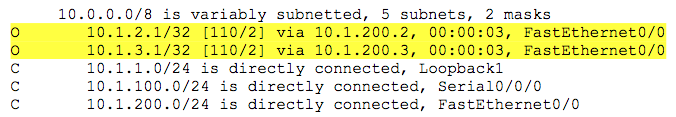 10.0.0.0/8 is variably subnetted, 5 subnets, 2 masks
O 10.1.2.1/32 [110/2] via 10.1.200.2, 00:00:03, FastEthernet0/0
O 10.1.3.1/32 [110/2] via 10.1.200.3, 00:00:03, FastEthernet0/0
C 10.1.1.0/24 is directly connected, Loopback1
C 10.1.100.0/24 is directly connected, Serial0/0/0
C 10.1.200.0/24 is directly connected, FastEthernet0/0